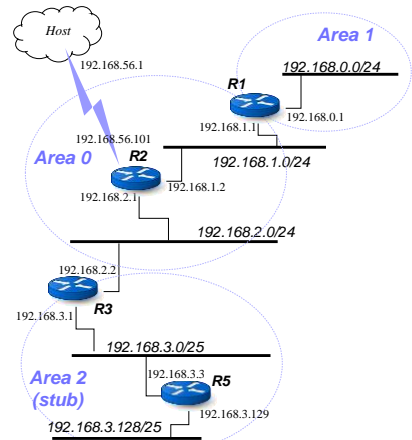 Host
Area 1
192.168.56.1
192.168.0.0/24
R1
192.168.0.1
192.168.1.1
192.168.56.101
Area 0
R2
192.168.1.0/24
192.168.1.2
192.168.2.1
192.168.2.0/24
192.168.2.2
R3
192.168.3.1
192.168.3.0/25
Area 2
(stub)
192.168.3.3
R5
192.168.3.129
192.168.3.128/25